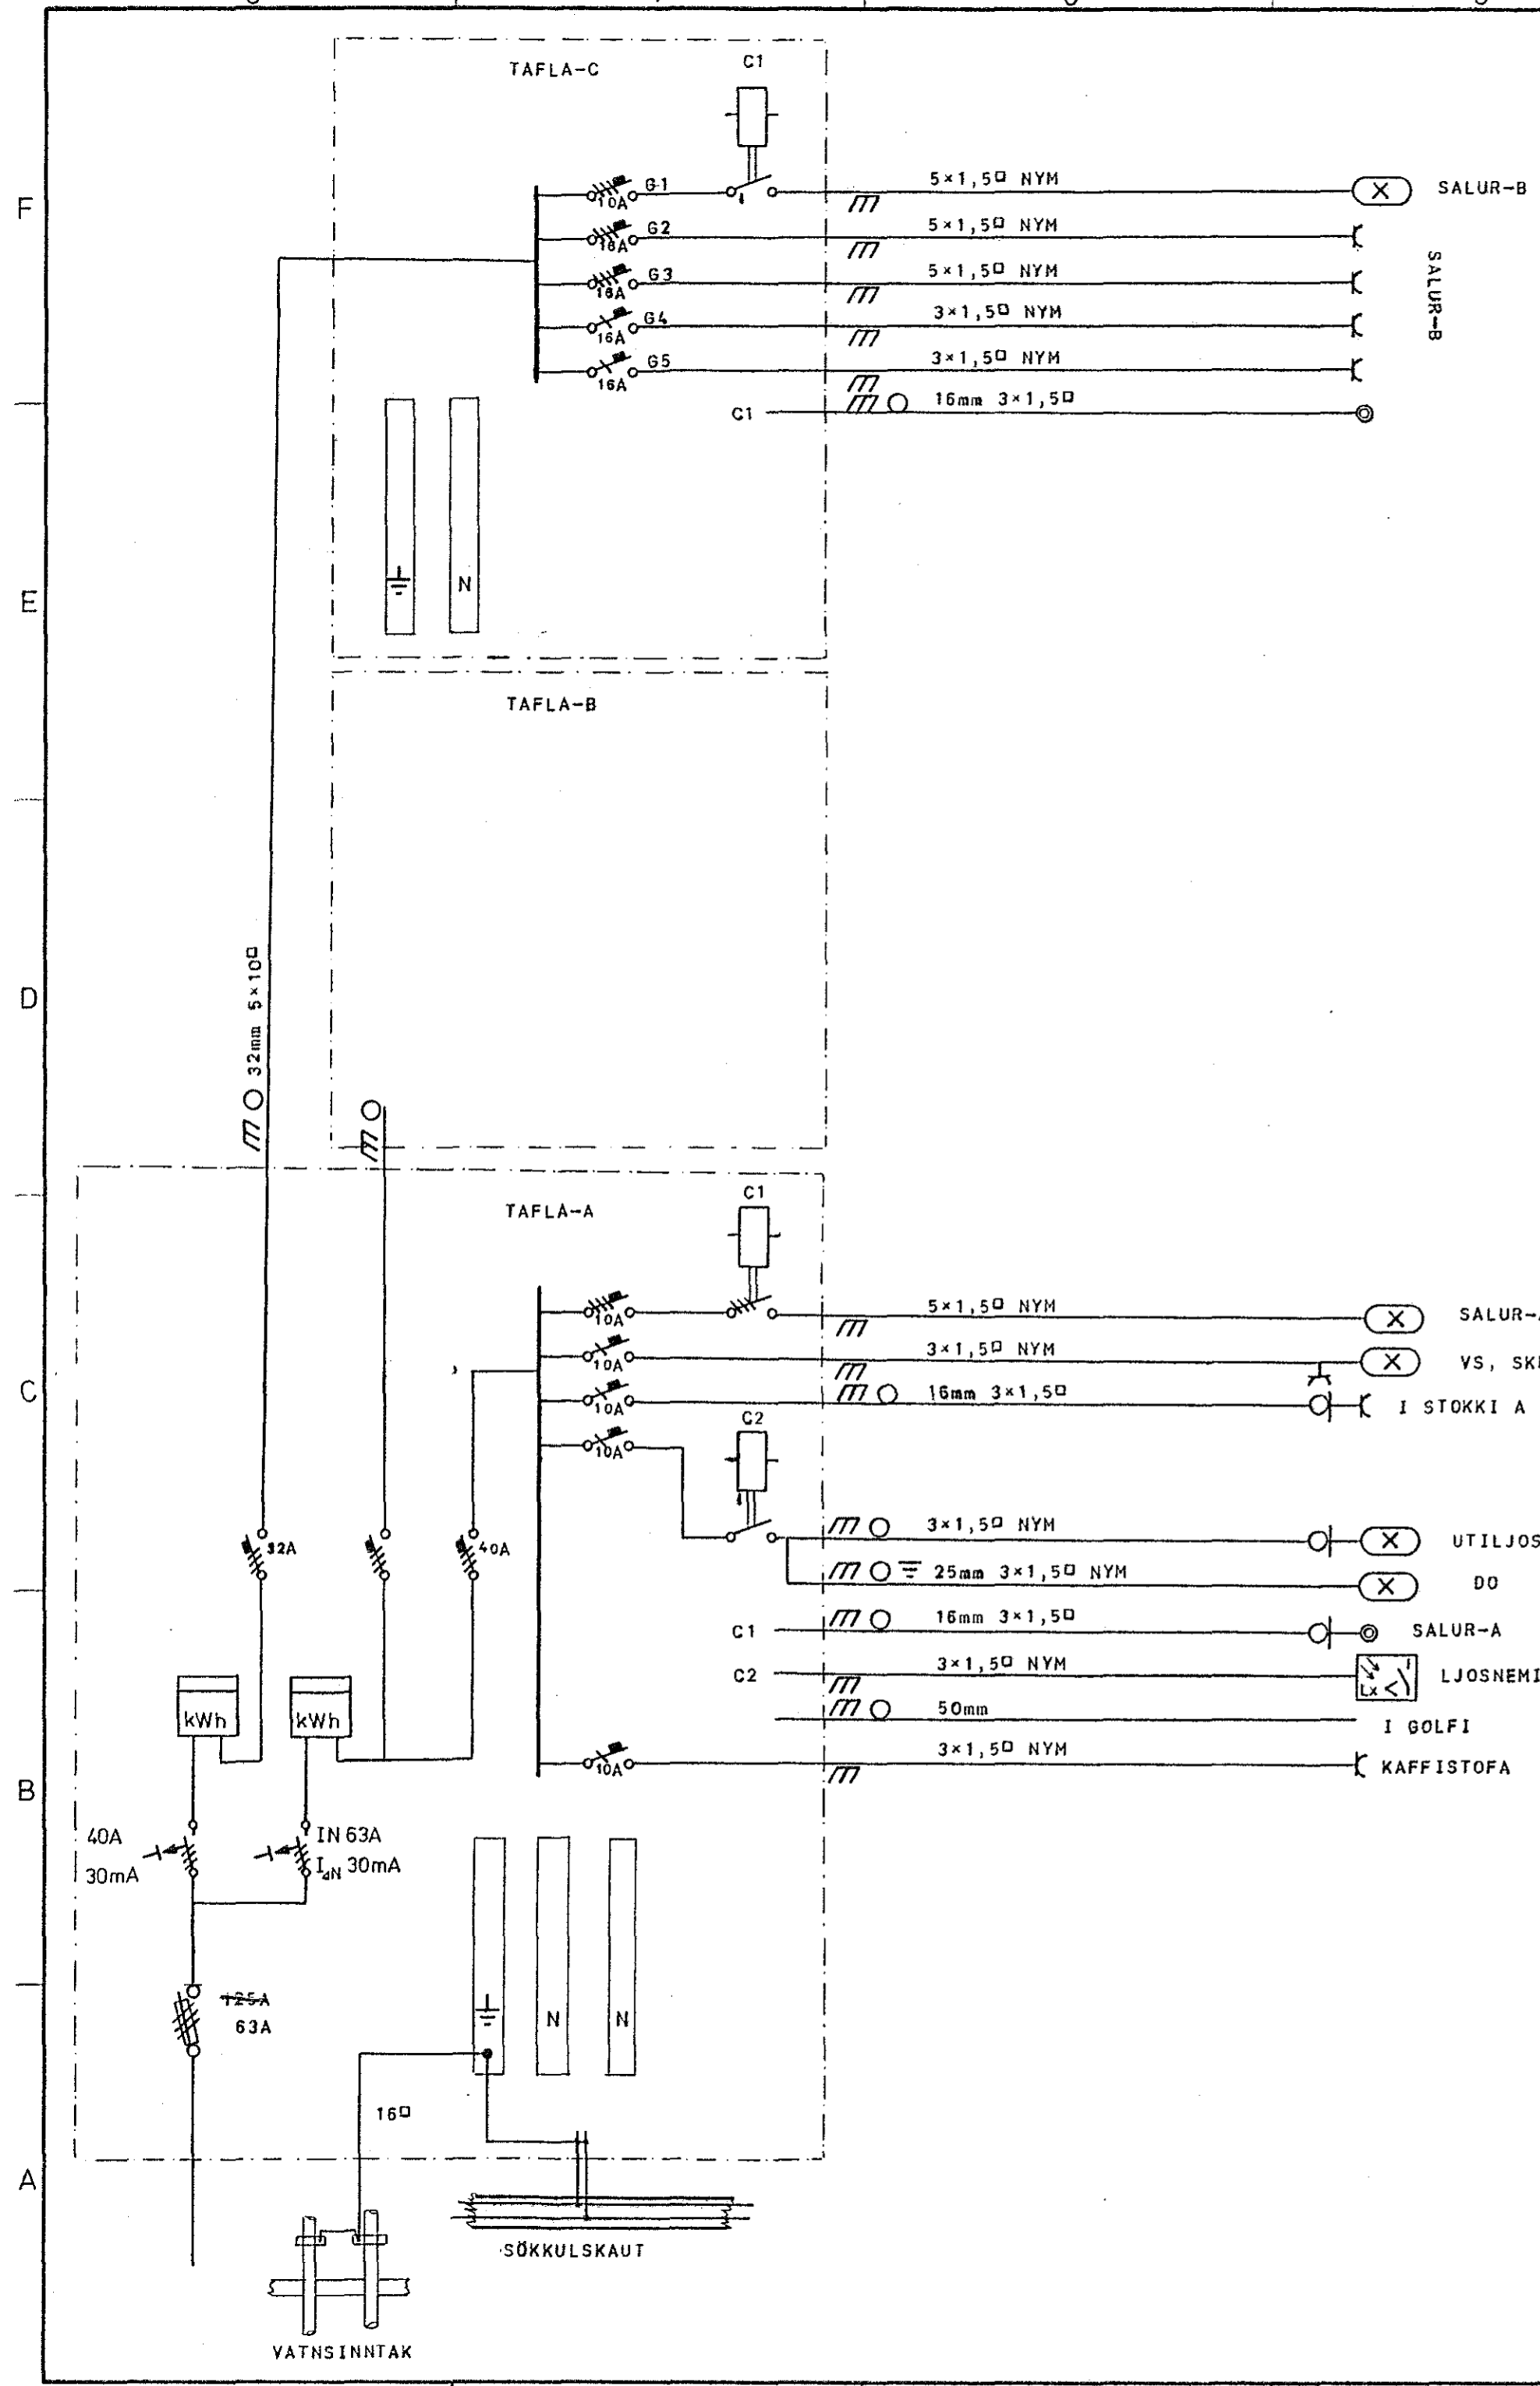 TAFLA-C
C1
F
10A G1 5×1,5□ NYM SALUR-B
16A G2 5×1,5□ NYM
16A G3 5×1,5□ NYM
SALUR-B
16A G4 3×1,5□ NYM
16A G5 3×1,5□ NYM
C1 16mm 3×1,5□
N
E
TAFLA-B
32mm 5×10□
D
TAFLA-A
C1
10A 5×1,5□ NYM SALUR-
10A 3×1,5□ NYM VS,
C
10A 16mm 3×1,5□ I STOKKI A
10A
C2
32A
40A
3×1,5□ NYM UTILJOS
25mm 3×1,5□ NYM DO
C1 16mm 3×1,5□ SALUR-A
C2 3×1,5□ NYM Lx LJOSNEMI
50mm I GOLFI
kWh kWh
10A 3×1,5□ NYM KAFFISTOFA
B
40A IN 63A
30mA I⊿N 30mA
125A
63A
N N
16□
A
SÖKKULSKAUT
VATNSINNTAK